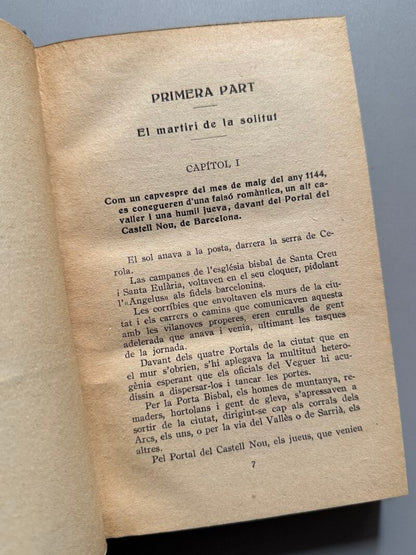 PRIMERA PART
El martiri de la solitut
CAPÍTOL I
Com un capvespre del mes de maig del any 1144,
es conegueren d'una faisó romàntica, un alt ca-
valler i una humil jueva, davant del Portal del
Castell Nou, de Barcelona.
El sol anava a la posta, darrera la serra de Ce-
rola.
Las campanes de l'església bisbal de Santa Creu
i Santa Eulària, voltaven en el seu cloquer, pidolant
l'«Angelus» als fidels barcelonins.
Les corríbies que envoltaven els murs de la ciu-
tat i els carrers o camins que comunicaven aquesta
amb les vilanoves properes, eren curulls de gent
adelerada que anava i venia, ultimant les tasques
de la jornada.
Davant dels quatre Portals de la ciutat que en
el mur s'obrien, s'hi aplegava la multitud hetero-
gènia esperant que els oficials del Veguer hi acu-
dissin a dispersar-los i tancar les portes.
Per la Porta Bisbal, els homes de muntanya, re-
maders, hortolans i gent de gleva, s'apressaven a
sortir de la ciutat, dirigint-se cap als corrals dels
Arcs, els uns, o per la via del Vallès o de Sarrià, els
altres.
Pel Portal del Castell Nou, els jueus, que venien
7